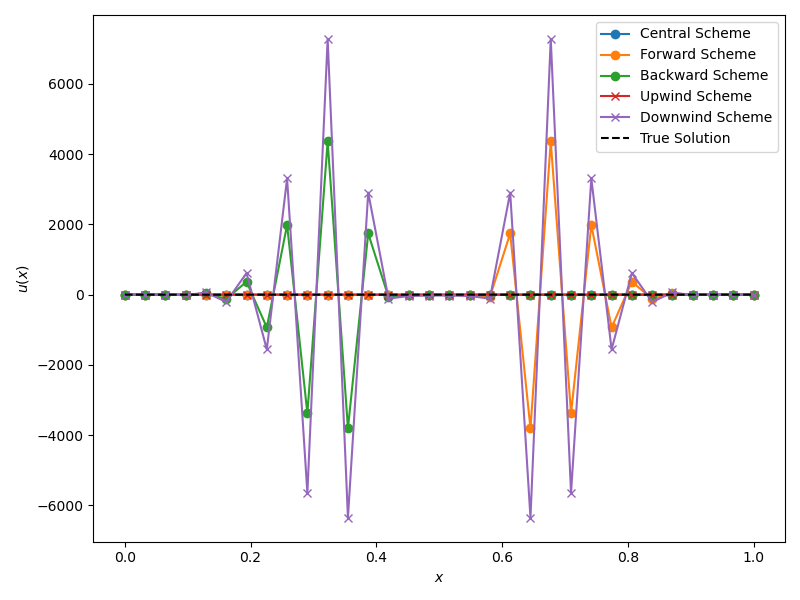 Central Scheme
Forward Scheme
Backward Scheme
Upwind Scheme
Downwind Scheme
True Solution
6000
4000
2000
0
−2000
−4000
−6000
u(x)
0.0 0.2 0.4 0.6 0.8 1.0
x